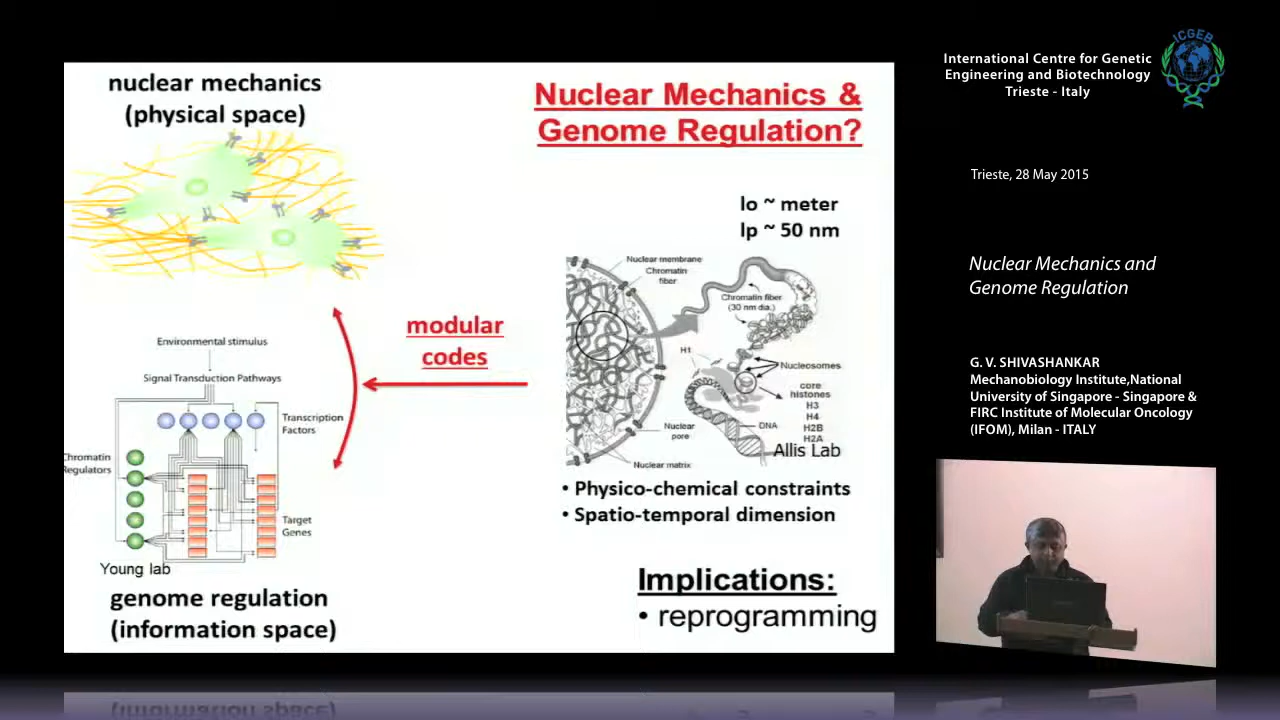 nuclear mechanics
(physical space)
Nuclear Mechanics &
Genome Regulation?
lo ~ meter
lp ~ 50 nm
Nuclear membrane
Chromatin
fiber
Chromatin fiber
(30 nm dia.)
H1
Nucleosomes
core
histones
H3
H4
H2B
H2A
DNA
Nuclear
pore
Nuclear matrix
Allis Lab
modular
codes
Environmental stimulus
Signal Transduction Pathways
Transcription
Factors
Chromatin
Regulators
Target
Genes
Young lab
genome regulation
(information space)
• Physico-chemical constraints
• Spatio-temporal dimension
Implications:
• reprogramming
ICGEB
International Centre for Genetic
Engineering and Biotechnology
Trieste - Italy
Trieste, 28 May 2015
Nuclear Mechanics and
Genome Regulation
G. V. SHIVASHANKAR
Mechanobiology Institute,National
University of Singapore - Singapore &
FIRC Institute of Molecular Oncology
(IFOM), Milan - ITALY